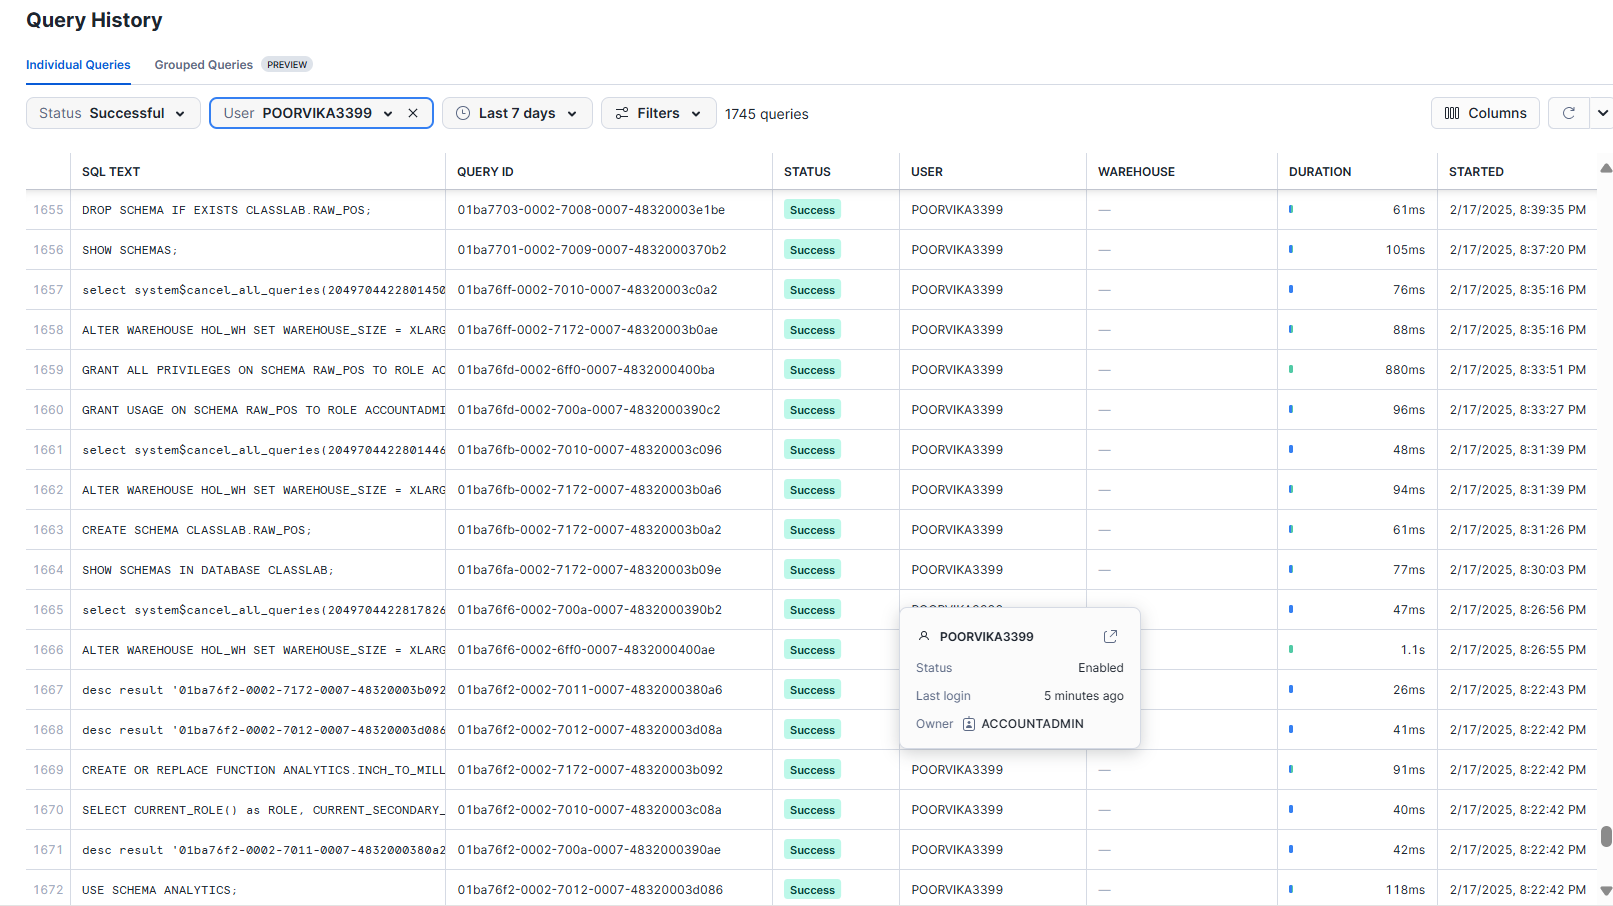 Query History
Individual Queries Grouped Queries PREVIEW
Status Successful User POORVIKA3399 Last 7 days Filters 1745 queries Columns
SQL TEXT QUERY ID STATUS USER WAREHOUSE DURATION STARTED
1655 DROP SCHEMA IF EXISTS CLASSLAB.RAW_POS; 01ba7703-0002-7008-0007-48320003e1be Success POORVIKA3399 — 61ms 2/17/2025, 8:39:35 PM
1656 SHOW SCHEMAS; 01ba7701-0002-7009-0007-4832000370b2 Success POORVIKA3399 — 105ms 2/17/2025, 8:37:20 PM
1657 select system$cancel_all_queries(2049704422801450 01ba76ff-0002-7010-0007-48320003c0a2 Success POORVIKA3399 — 76ms 2/17/2025, 8:35:16 PM
1658 ALTER WAREHOUSE HOL_WH SET WAREHOUSE_SIZE = XLARG 01ba76ff-0002-7172-0007-48320003b0ae Success POORVIKA3399 — 88ms 2/17/2025, 8:35:16 PM
1659 GRANT ALL PRIVILEGES ON SCHEMA RAW_POS TO ROLE AC 01ba76fd-0002-6ff0-0007-4832000400ba Success POORVIKA3399 — 880ms 2/17/2025, 8:33:51 PM
1660 GRANT USAGE ON SCHEMA RAW_POS TO ROLE ACCOUNTADMI 01ba76fd-0002-700a-0007-4832000390c2 Success POORVIKA3399 — 96ms 2/17/2025, 8:33:27 PM
1661 select system$cancel_all_queries(2049704422801446 01ba76fb-0002-7010-0007-48320003c096 Success POORVIKA3399 — 48ms 2/17/2025, 8:31:39 PM
1662 ALTER WAREHOUSE HOL_WH SET WAREHOUSE_SIZE = XLARG 01ba76fb-0002-7172-0007-48320003b0a6 Success POORVIKA3399 — 94ms 2/17/2025, 8:31:39 PM
1663 CREATE SCHEMA CLASSLAB.RAW_POS; 01ba76fb-0002-7172-0007-48320003b0a2 Success POORVIKA3399 — 61ms 2/17/2025, 8:31:26 PM
1664 SHOW SCHEMAS IN DATABASE CLASSLAB; 01ba76fa-0002-7172-0007-48320003b09e Success POORVIKA3399 — 77ms 2/17/2025, 8:30:03 PM
1665 select system$cancel_all_queries(2049704422817826 01ba76f6-0002-700a-0007-4832000390b2 Success 47ms 2/17/2025, 8:26:56 PM
1666 ALTER WAREHOUSE HOL_WH SET WAREHOUSE_SIZE = XLARG 01ba76f6-0002-6ff0-0007-4832000400ae Success 1.1s 2/17/2025, 8:26:55 PM
1667 desc result '01ba76f2-0002-7172-0007-48320003b092 01ba76f2-0002-7011-0007-4832000380a6 Success 26ms 2/17/2025, 8:22:43 PM
1668 desc result '01ba76f2-0002-7012-0007-48320003d086 01ba76f2-0002-7012-0007-48320003d08a Success 41ms 2/17/2025, 8:22:42 PM
POORVIKA3399
Status Enabled
Last login 5 minutes ago
Owner ACCOUNTADMIN
1669 CREATE OR REPLACE FUNCTION ANALYTICS.INCH_TO_MILL 01ba76f2-0002-7172-0007-48320003b092 Success POORVIKA3399 — 91ms 2/17/2025, 8:22:42 PM
1670 SELECT CURRENT_ROLE() as ROLE, CURRENT_SECONDARY_ 01ba76f2-0002-7010-0007-48320003c08a Success POORVIKA3399 — 40ms 2/17/2025, 8:22:42 PM
1671 desc result '01ba76f2-0002-7011-0007-4832000380a2 01ba76f2-0002-700a-0007-4832000390ae Success POORVIKA3399 — 42ms 2/17/2025, 8:22:42 PM
1672 USE SCHEMA ANALYTICS; 01ba76f2-0002-7012-0007-48320003d086 Success POORVIKA3399 — 118ms 2/17/2025, 8:22:42 PM